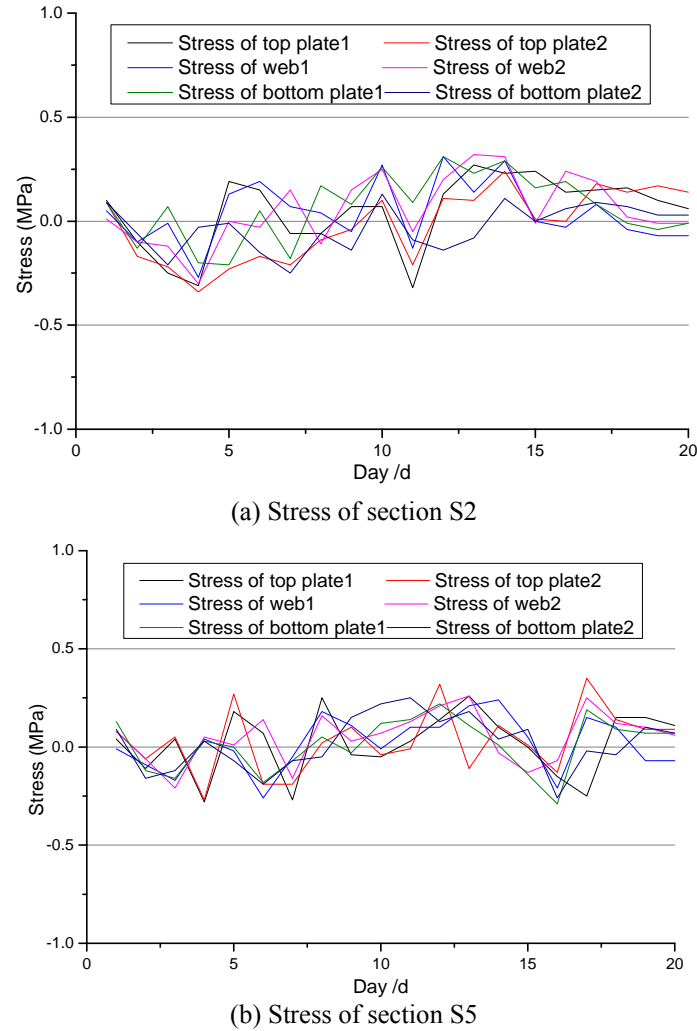 1.0
Stress of top plate1 Stress of top plate2
Stress of web1 Stress of web2
Stress of bottom plate1 Stress of bottom plate2
0.5
0.0
-0.5
-1.0
Stress (MPa)
0 5 10 15 20
Day /d
(a) Stress of section S2
1.0
Stress of top plate1 Stress of top plate2
Stress of web1 Stress of web2
Stress of bottom plate1 Stress of bottom plate2
0.5
0.0
-0.5
-1.0
Stress (MPa)
0 5 10 15 20
Day /d
(b) Stress of section S5